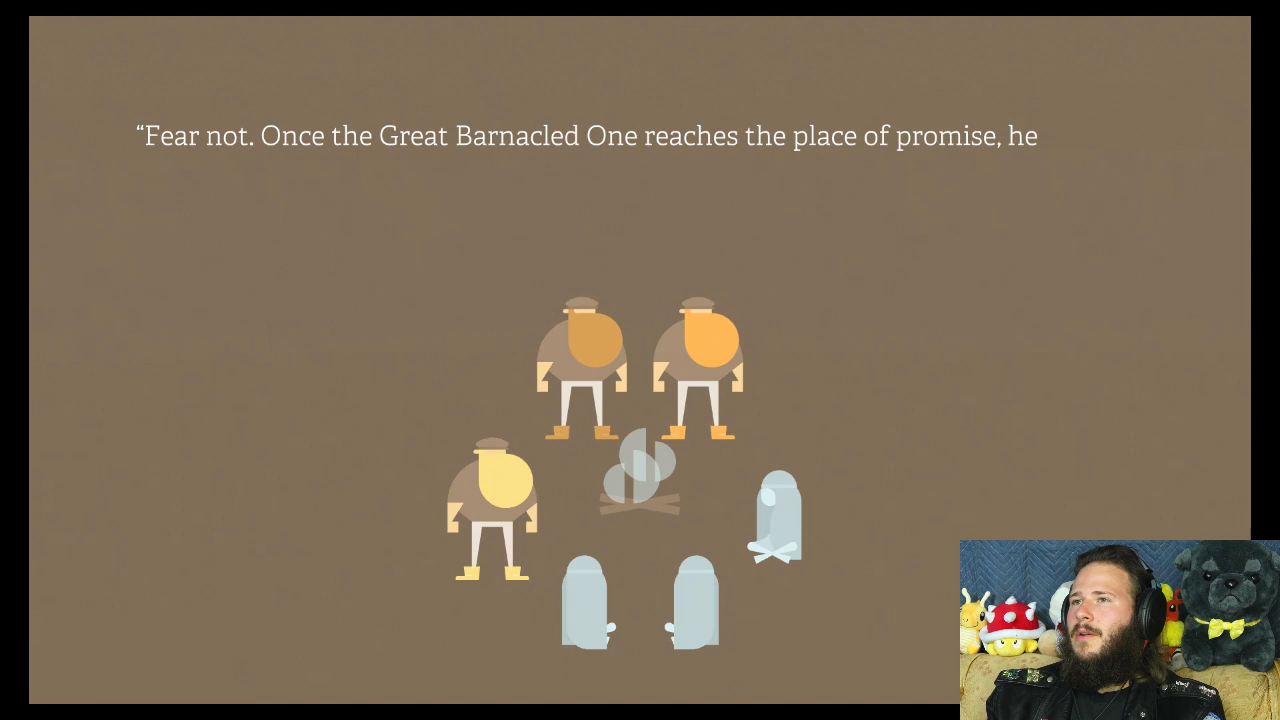 “Fear not. Once the Great Barnacled One reaches the place of promise, he